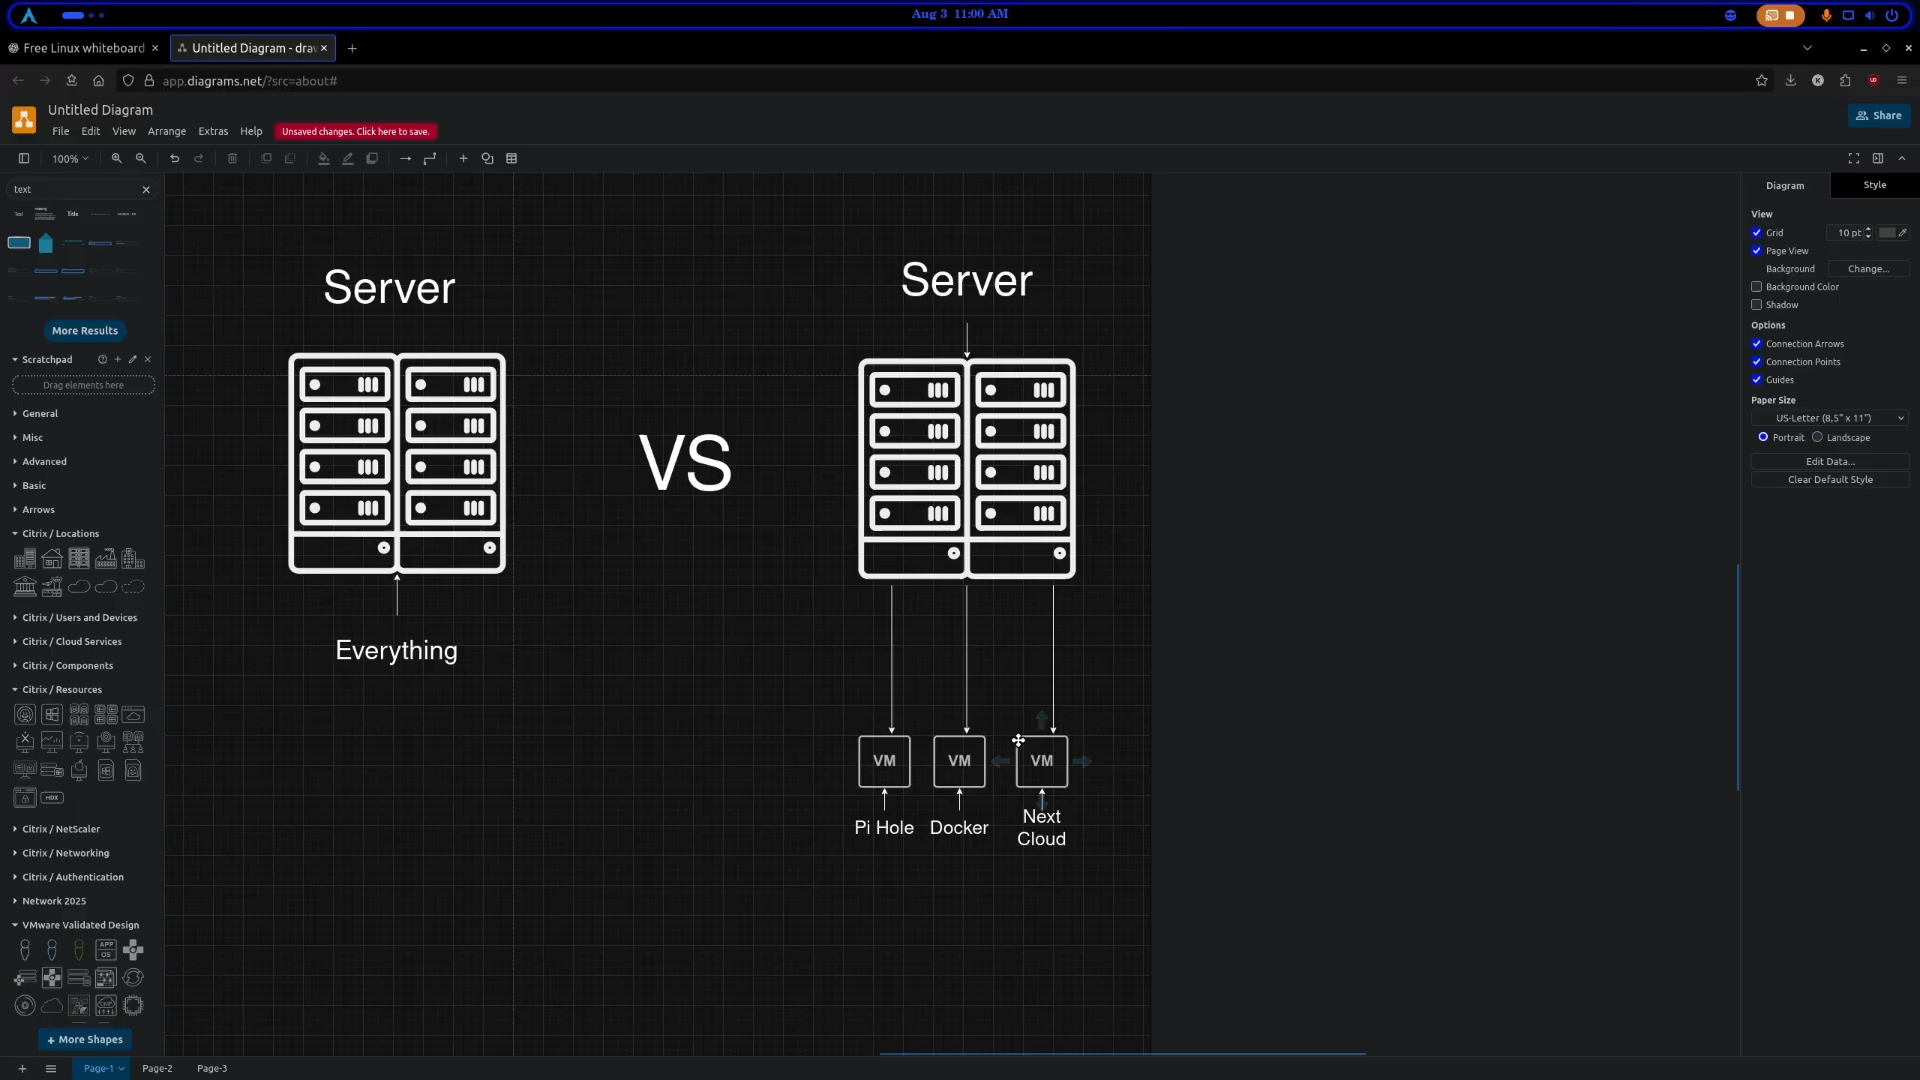 Aug 3 11:00 AM
Free Linux whiteboard
Untitled Diagram - draw
app.diagrams.net/?src=about#
Untitled Diagram
File Edit View Arrange Extras Help
Unsaved changes. Click here to save.
Share
100%
text
Diagram
Style
Text
Title
View
Grid
10 pt
Page View
Background
Change...
Background Color
Shadow
Options
Connection Arrows
Connection Points
Guides
Paper Size
US-Letter (8,5" x 11")
Portrait
Landscape
Edit Data...
Clear Default Style
More Results
Scratchpad
Drag elements here
General
Misc
Advanced
Basic
Arrows
Citrix / Locations
Citrix / Users and Devices
Citrix / Cloud Services
Citrix / Components
Citrix / Resources
HDX
Citrix / NetScaler
Citrix / Networking
Citrix / Authentication
Network 2025
VMware Validated Design
APP
OS
More Shapes
Server
Server
VS
Everything
VM
VM
VM
Pi Hole
Docker
Next
Cloud
Page-1
Page-2
Page-3